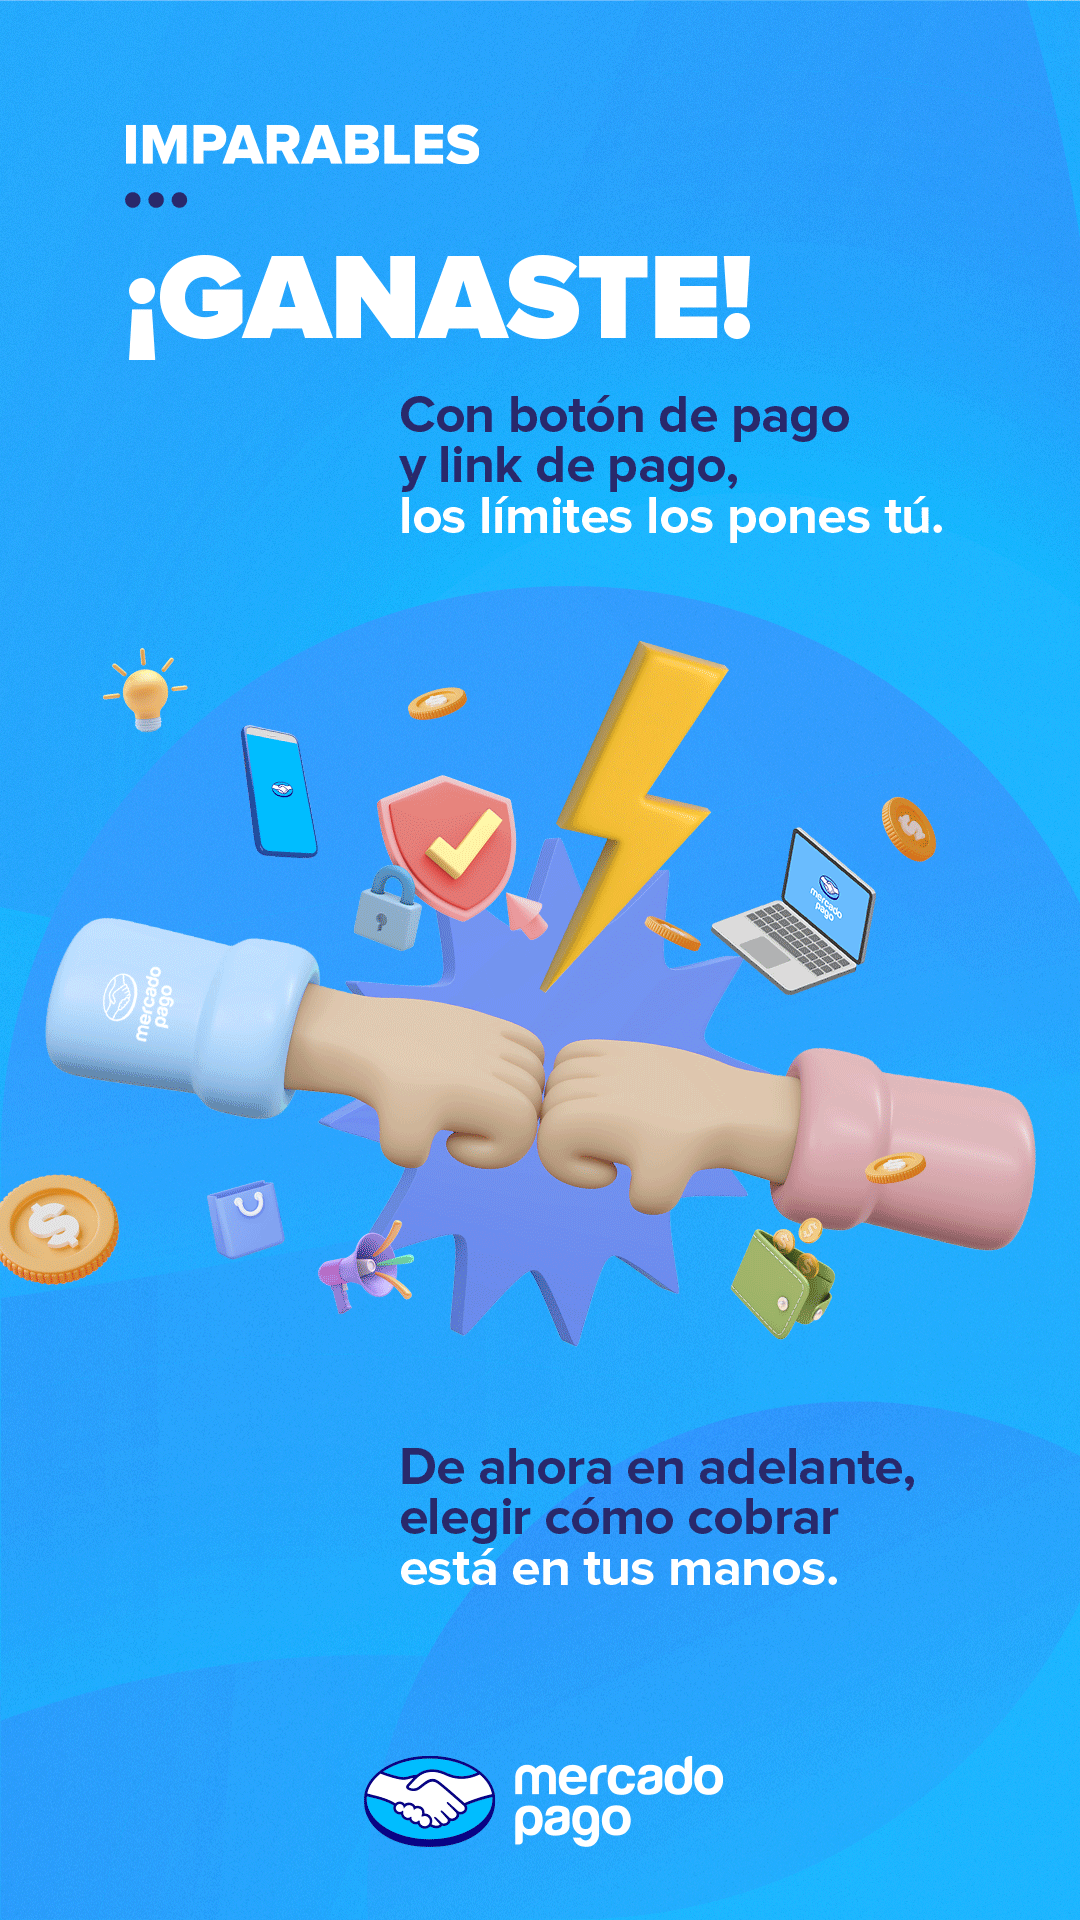 IMPARABLES
¡GANASTE!
Con botón de pago
y link de pago,
los límites los pones tú.
mercado
pago
mercado
pago
De ahora en adelante,
elegir cómo cobrar
está en tus manos.
mercado
pago